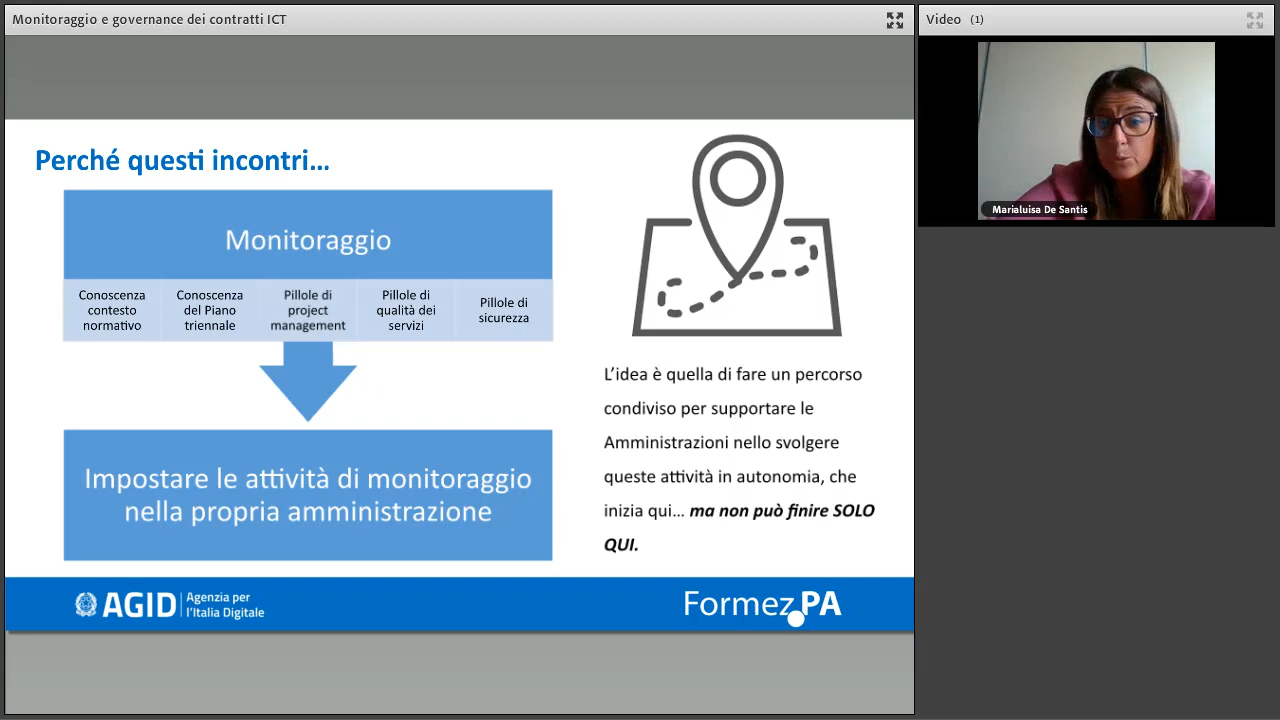 Monitoraggio e governance dei contratti ICT
Video (1)
Marialuisa De Santis
Perché questi incontri...
Monitoraggio
Conoscenza
contesto
normativo
Conoscenza
del Piano
triennale
Pillole di
project
management
Pillole di
qualità dei
servizi
Pillole di
sicurezza
Impostare le attività di monitoraggio
nella propria amministrazione
L’idea è quella di fare un percorso
condiviso per supportare le
Amministrazioni nello svolgere
queste attività in autonomia, che
inizia qui... ma non può finire SOLO
QUI.
AGID
Agenzia per
l'Italia Digitale
Formez.PA